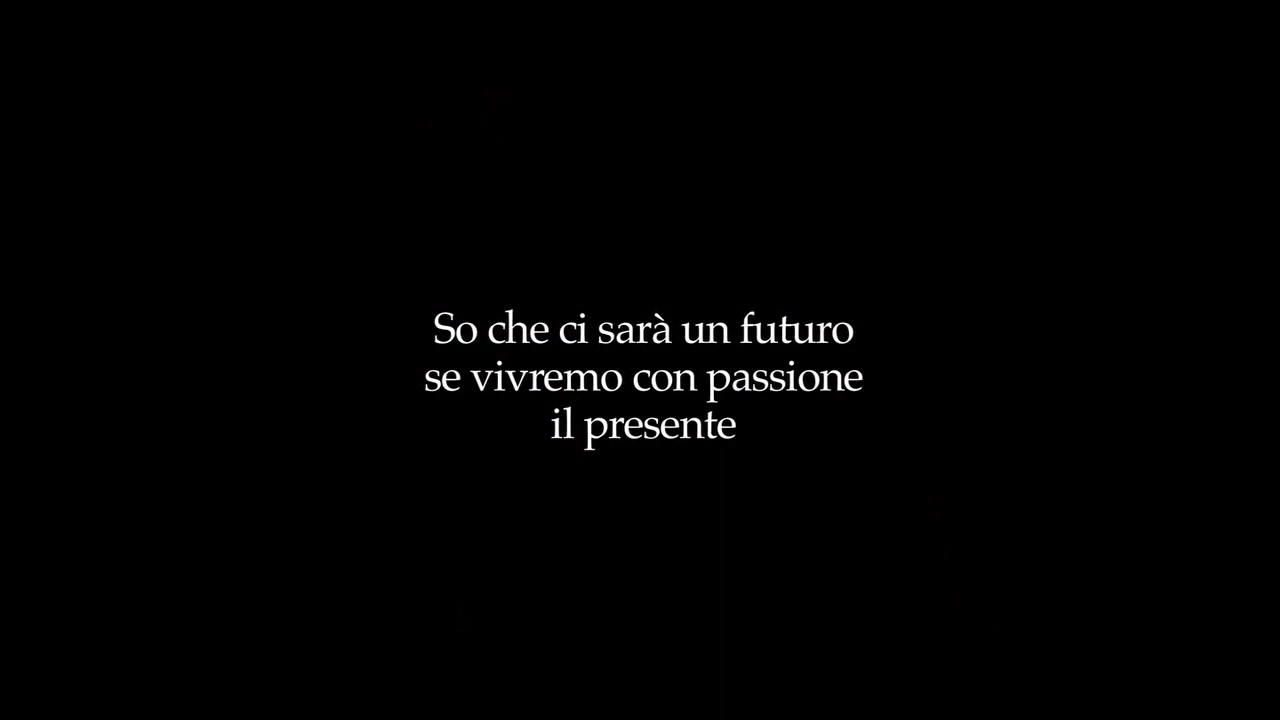 So che ci sarà un futuro
se vivremo con passione
il presente